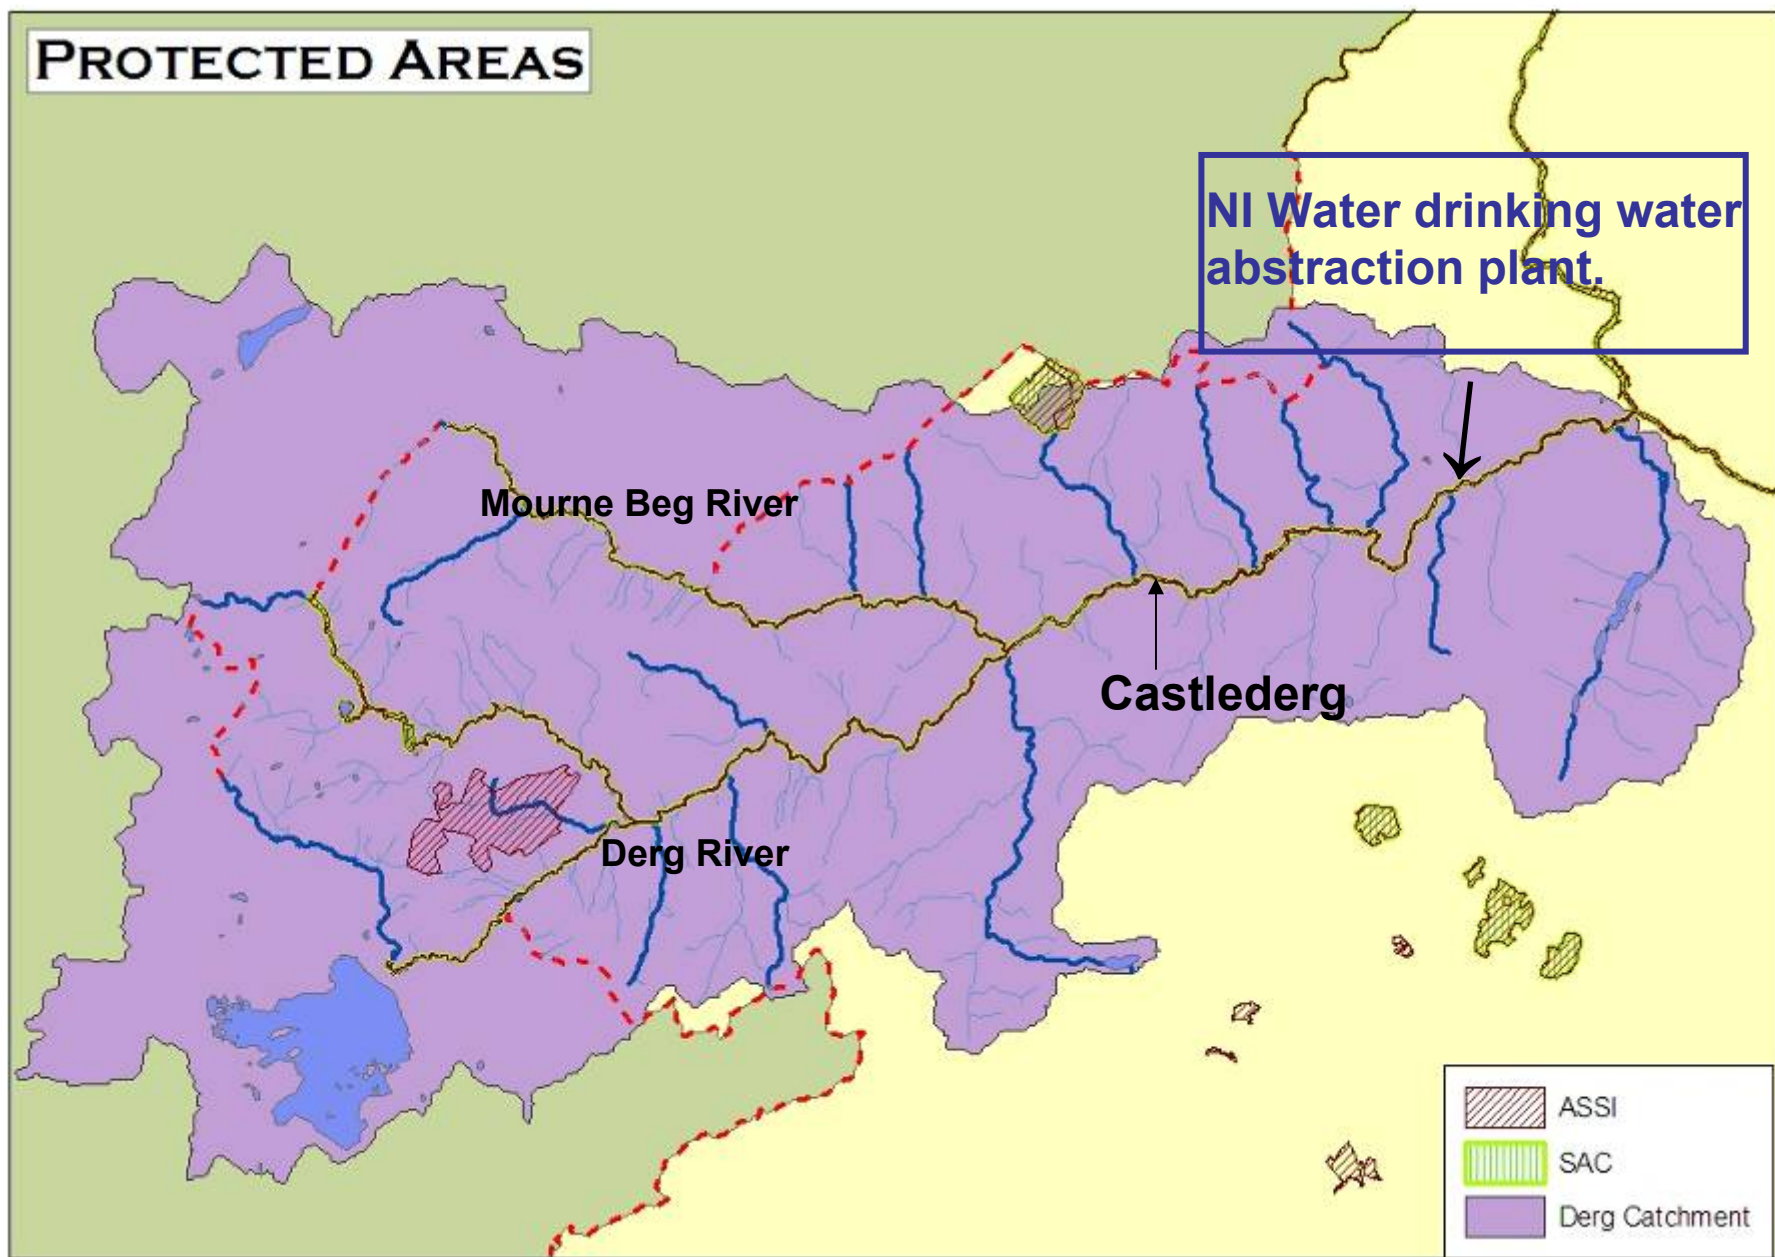 PROTECTED AREAS
NI Water drinking water
abstraction plant.
Mourne Beg River
Castlederg
Derg River
ASSI
SAC
Derg Catchment